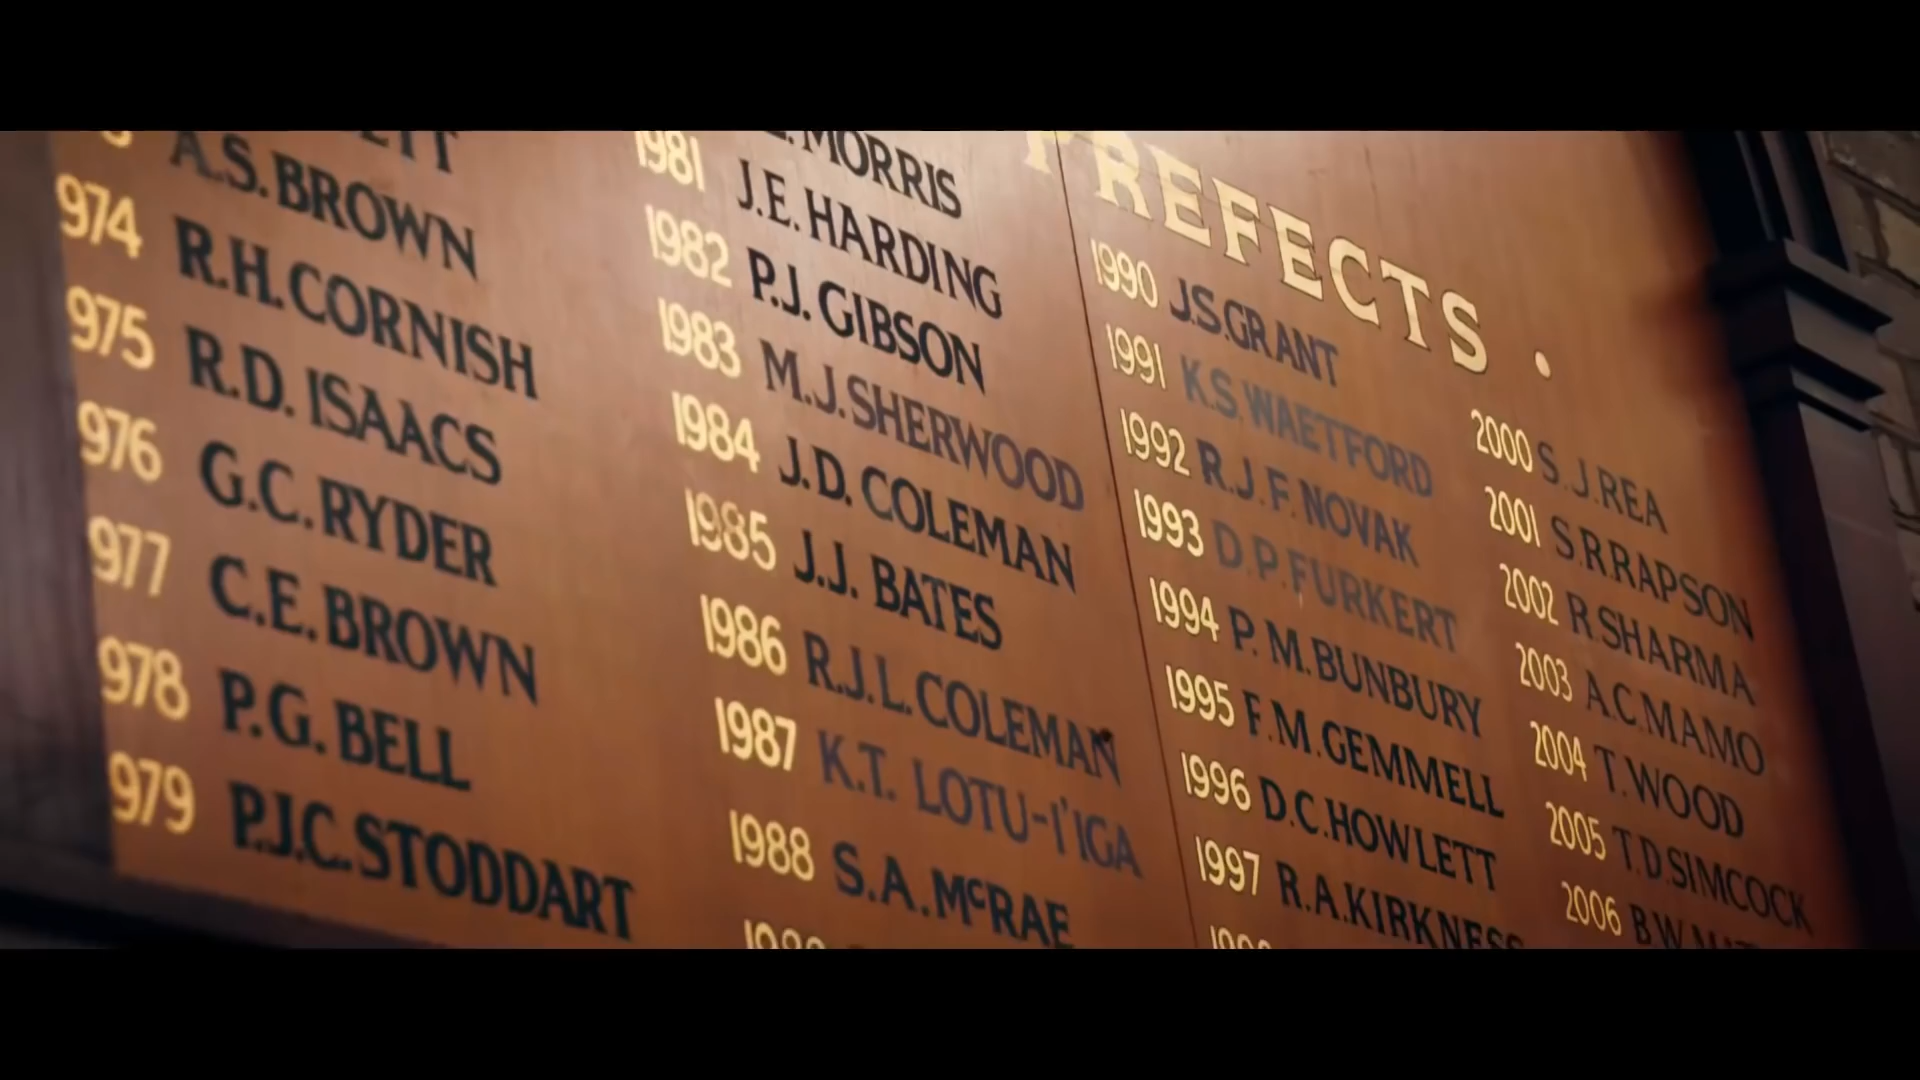 PREFECTS .
A.S. BROWN
974 R.H. CORNISH
975 R.D. ISAACS
976 G.C. RYDER
977 C.E. BROWN
978 P.G. BELL
979 P.J.C. STODDART
MORRIS
1981 J.E. HARDING
1982 P.J. GIBSON
1983 M.J. SHERWOOD
1984 J.D. COLEMAN
1985 J.J. BATES
1986 R.J.L. COLEMAN
1987 K.T. LOTU-I'IGA
1988 S.A. McRAE
1990 J.S. GRANT
1991 K.S. WAETFORD
1992 R.J.F. NOVAK
1993 D.P. FURKERT
1994 P.M. BUNBURY
1995 F.M. GEMMELL
1996 D.C. HOWLETT
1997 R.A. KIRKNESS
2000 S.J. REA
2001 S.R. RAPSON
2002 R. SHARMA
2003 A.C. MAMO
2004 T. WOOD
2005 T.D. SIMCOCK
2006 B.W.